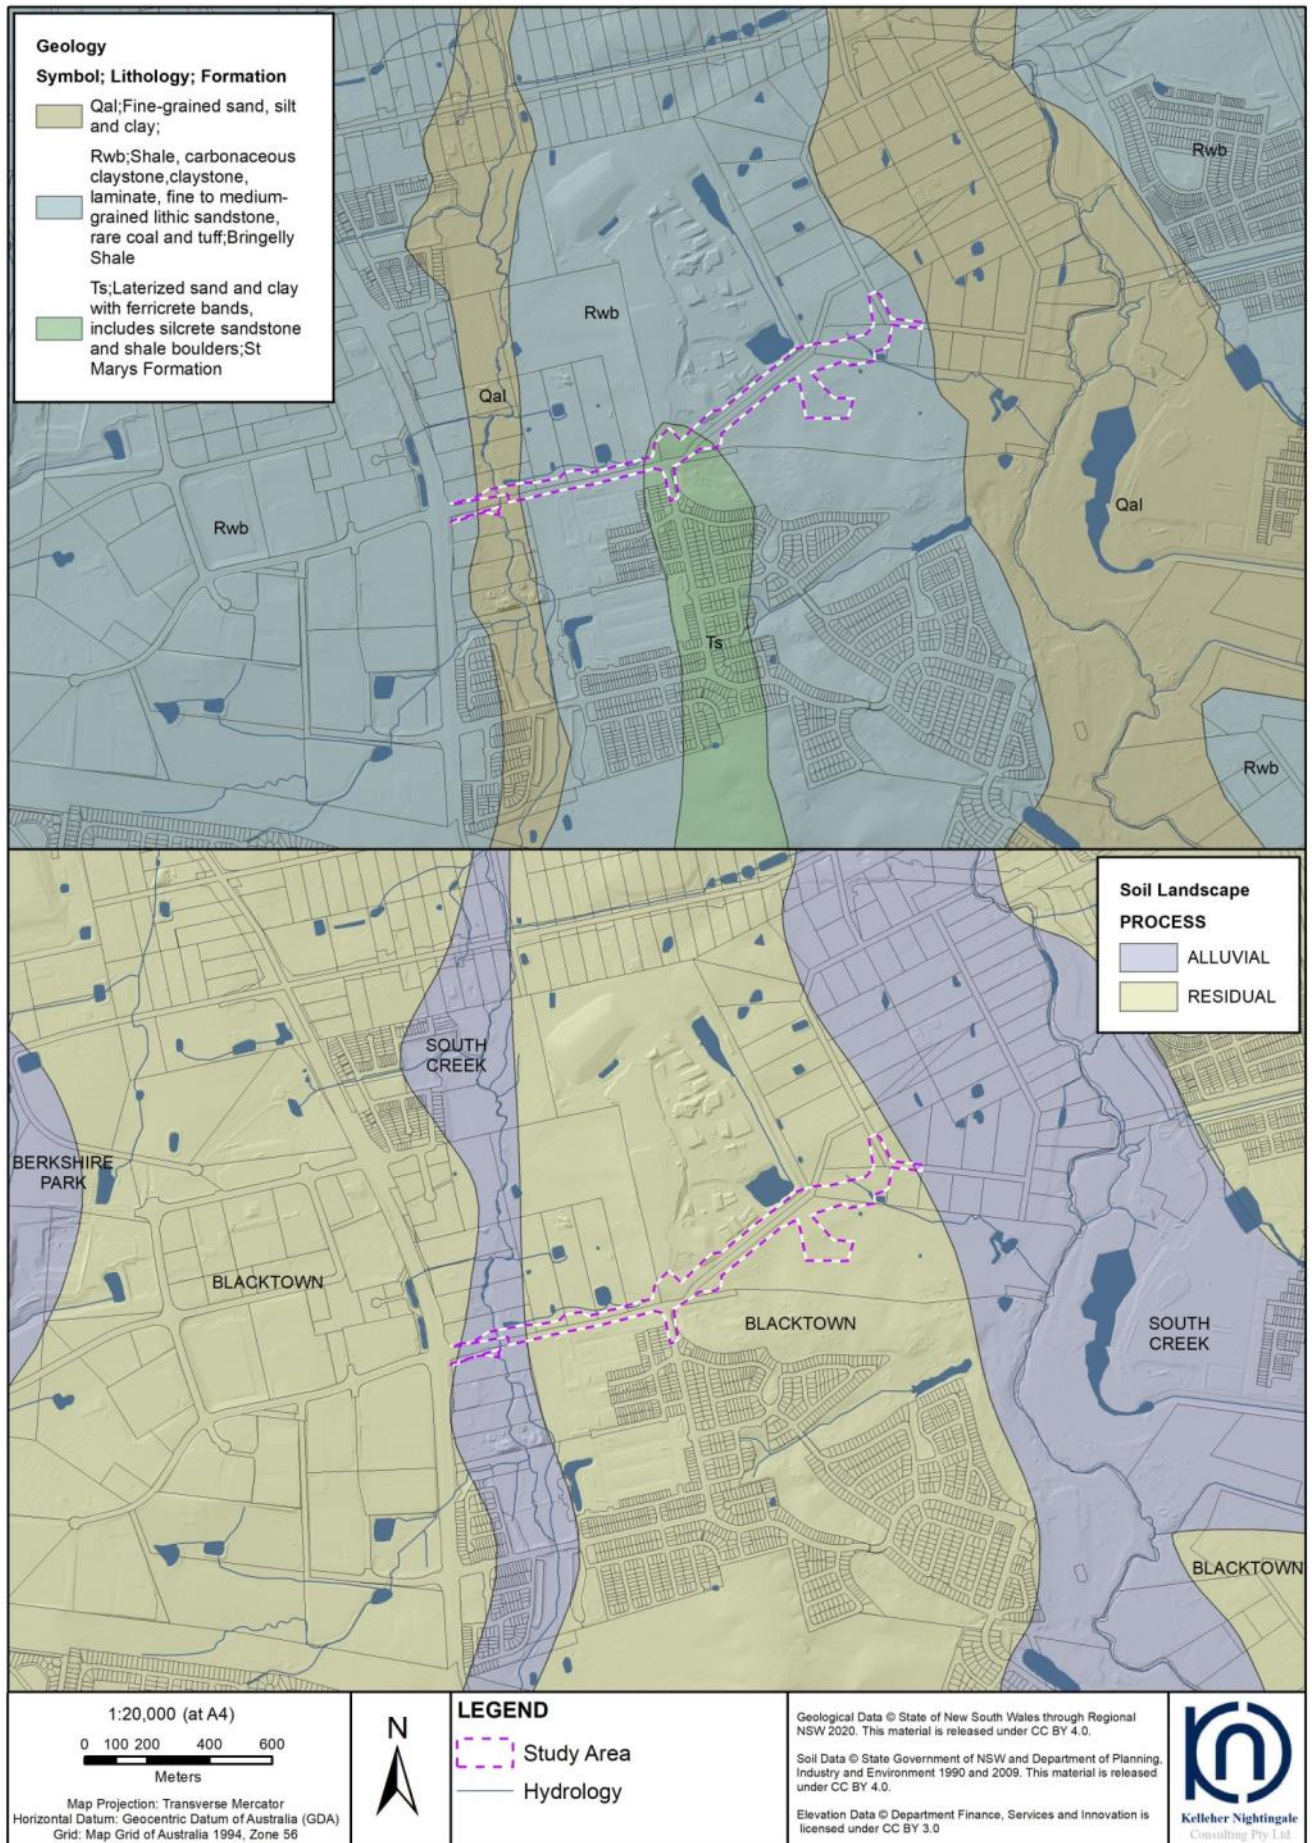 Geology
Symbol; Lithology; Formation
Qal;Fine-grained sand, silt
and clay;
Rwb;Shale, carbonaceous
claystone,claystone,
laminate, fine to medium-
grained lithic sandstone,
rare coal and tuff;Bringelly
Shale
Ts;Laterized sand and clay
with ferricrete bands,
includes silcrete sandstone
and shale boulders;St
Marys Formation
Rwb
Rwb
Qal
Rwb
Qal
Ts
Rwb
Soil Landscape
PROCESS
ALLUVIAL
RESIDUAL
SOUTH
CREEK
BERKSHIRE
PARK
BLACKTOWN
BLACKTOWN
SOUTH
CREEK
BLACKTOWN
1:20,000 (at A4)
0 100 200 400 600
Meters
Map Projection: Transverse Mercator
Horizontal Datum: Geocentric Datum of Australia (GDA)
Grid: Map Grid of Australia 1994, Zone 56
N
LEGEND
Study Area
Hydrology
Geological Data © State of New South Wales through Regional
NSW 2020. This material is released under CC BY 4.0.
Soil Data © State Government of NSW and Department of Planning,
Industry and Environment 1990 and 2009. This material is released
under CC BY 4.0.
Elevation Data © Department Finance, Services and Innovation is
licensed under CC BY 3.0
Kelleher Nightingale
Consulting Pty Ltd